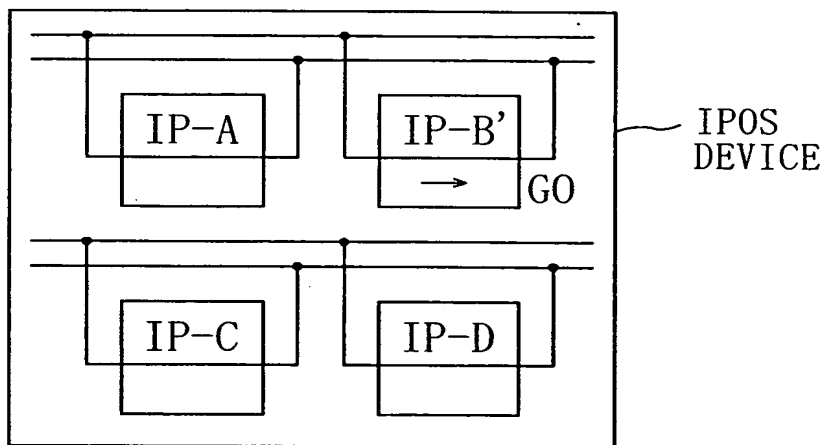 IP-A
IP-B'
IPOS
DEVICE
→ GO
IP-C
IP-D